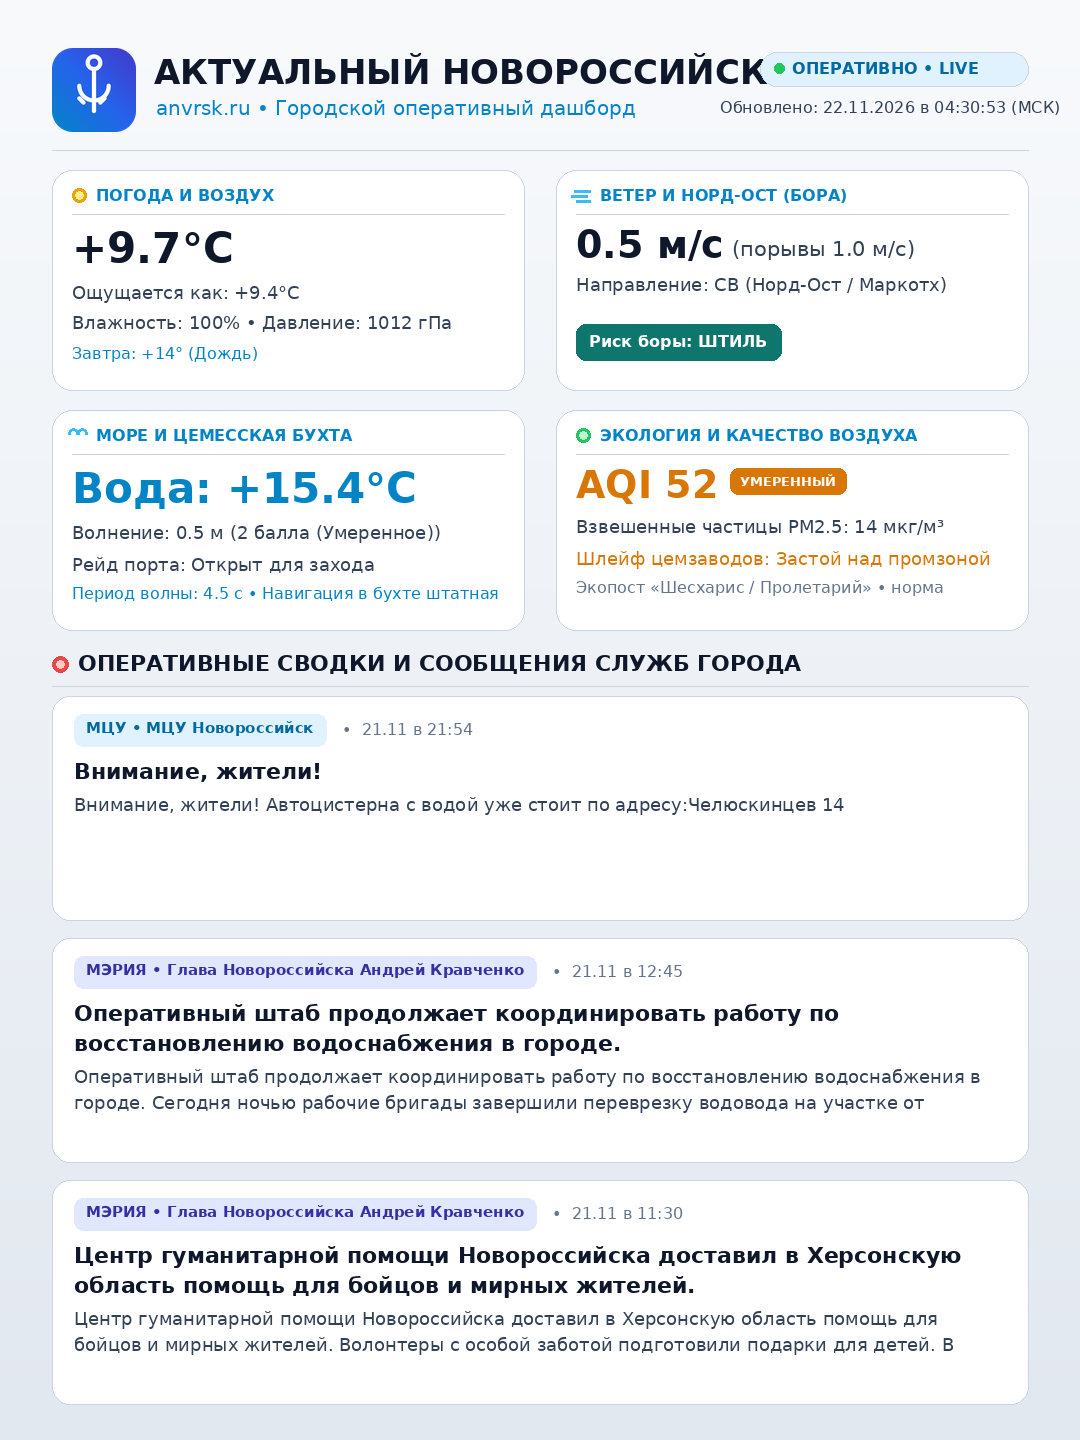 АКТУАЛЬНЫЙ НОВОРОССИЙСК
ОПЕРАТИВНО • LIVE
anvrsk.ru • Городской оперативный дашборд
Обновлено: 22.11.2026 в 04:30:53 (МСК)
ПОГОДА И ВОЗДУХ
+9.7°C
Ощущается как: +9.4°C
Влажность: 100% • Давление: 1012 гПа
Завтра: +14° (Дождь)
ВЕТЕР И НОРД-ОСТ (БОРА)
0.5 м/с (порывы 1.0 м/с)
Направление: СВ (Норд-Ост / Маркотх)
Риск боры: ШТИЛЬ
МОРЕ И ЦЕМЕССКАЯ БУХТА
Вода: +15.4°C
Волнение: 0.5 м (2 балла (Умеренное))
Рейд порта: Открыт для захода
Период волны: 4.5 с • Навигация в бухте штатная
ЭКОЛОГИЯ И КАЧЕСТВО ВОЗДУХА
AQI 52 УМЕРЕННЫЙ
Взвешенные частицы PM2.5: 14 мкг/м³
Шлейф цемзаводов: Застой над промзоной
Экопост «Шесхарис / Пролетарий» • норма
ОПЕРАТИВНЫЕ СВОДКИ И СООБЩЕНИЯ СЛУЖБ ГОРОДА
МЦУ • МЦУ Новороссийск • 21.11 в 21:54
Внимание, жители!
Внимание, жители! Автоцистерна с водой уже стоит по адресу:Челюскинцев 14
МЭРИЯ • Глава Новороссийска Андрей Кравченко • 21.11 в 12:45
Оперативный штаб продолжает координировать работу по
восстановлению водоснабжения в городе.
Оперативный штаб продолжает координировать работу по восстановлению водоснабжения в
городе. Сегодня ночью рабочие бригады завершили переврезку водовода на участке от
МЭРИЯ • Глава Новороссийска Андрей Кравченко • 21.11 в 11:30
Центр гуманитарной помощи Новороссийска доставил в Херсонскую
область помощь для бойцов и мирных жителей.
Центр гуманитарной помощи Новороссийска доставил в Херсонскую область помощь для
бойцов и мирных жителей. Волонтеры с особой заботой подготовили подарки для детей. В